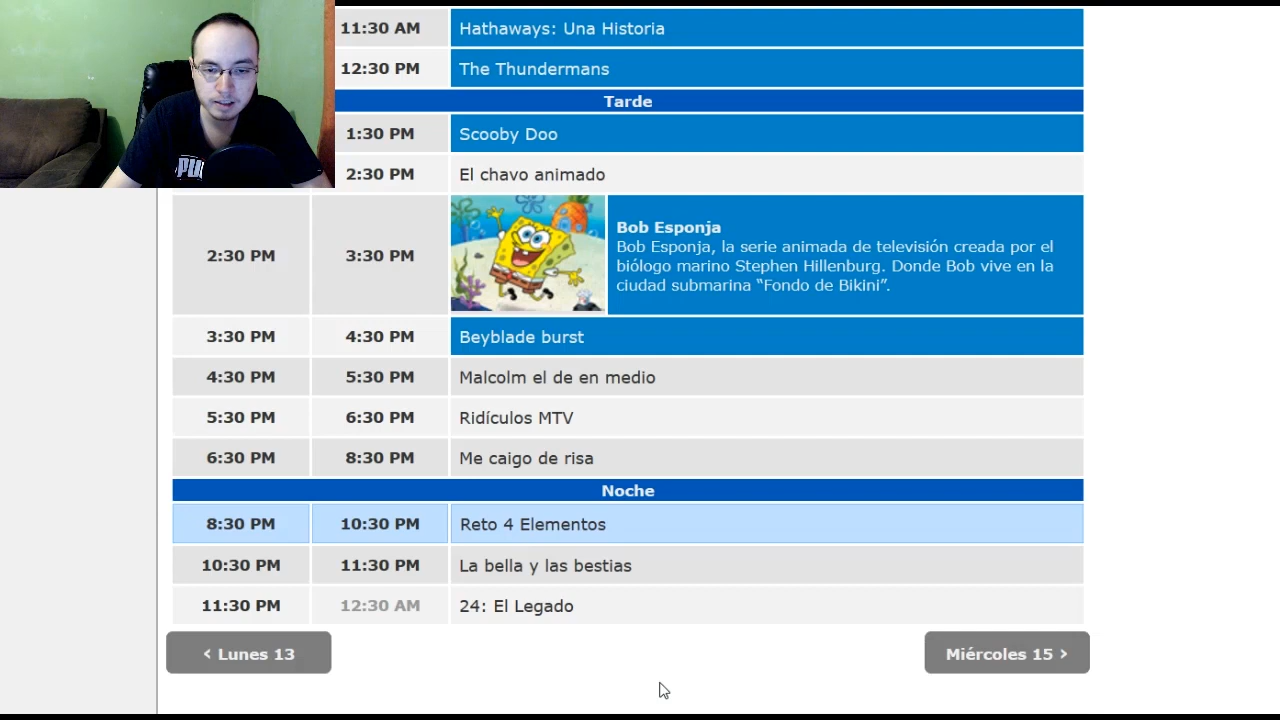 11:30 AM Hathaways: Una Historia
12:30 PM The Thundermans
Tarde
1:30 PM Scooby Doo
2:30 PM El chavo animado
2:30 PM 3:30 PM Bob Esponja
Bob Esponja, la serie animada de televisión creada por el
biólogo marino Stephen Hillenburg. Donde Bob vive en la
ciudad submarina “Fondo de Bikini”.
3:30 PM 4:30 PM Beyblade burst
4:30 PM 5:30 PM Malcolm el de en medio
5:30 PM 6:30 PM Ridículos MTV
6:30 PM 8:30 PM Me caigo de risa
Noche
8:30 PM 10:30 PM Reto 4 Elementos
10:30 PM 11:30 PM La bella y las bestias
11:30 PM 12:30 AM 24: El Legado
‹ Lunes 13
Miércoles 15 ›